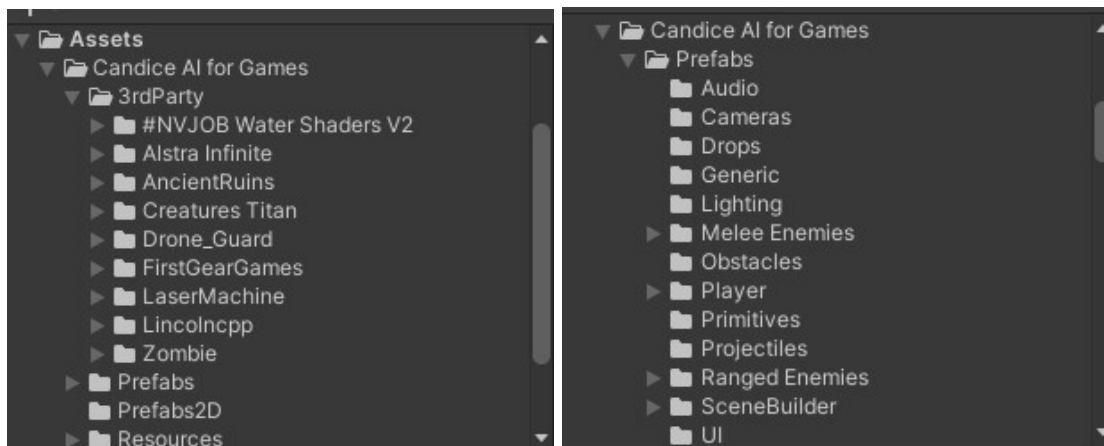 Assets
Candice AI for Games
3rdParty
#NVJOB Water Shaders V2
Alstra Infinite
AncientRuins
Creatures Titan
Drone_Guard
FirstGearGames
LaserMachine
Lincolncpp
Zombie
Prefabs
Prefabs2D
Resources
Candice AI for Games
Prefabs
Audio
Cameras
Drops
Generic
Lighting
Melee Enemies
Obstacles
Player
Primitives
Projectiles
Ranged Enemies
SceneBuilder
UI